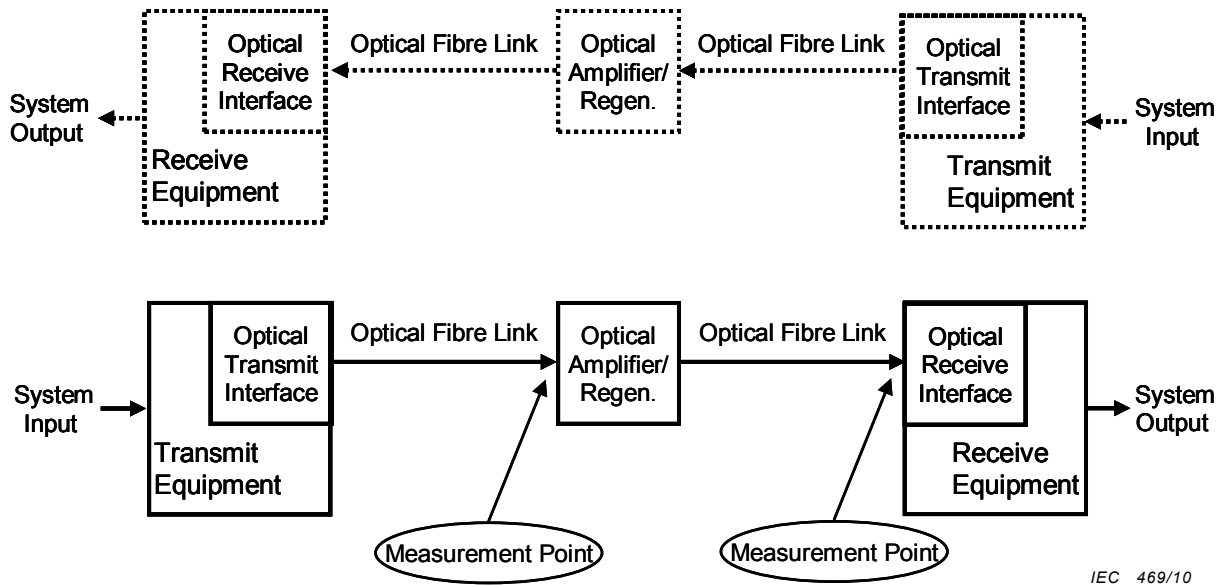 Optical Receive Interface
Optical Fibre Link
Optical Amplifier/ Regen.
Optical Fibre Link
Optical Transmit Interface
System Output
System Input
Receive Equipment
Transmit Equipment
Optical Transmit Interface
Optical Fibre Link
Optical Amplifier/ Regen.
Optical Fibre Link
Optical Receive Interface
System Input
System Output
Transmit Equipment
Receive Equipment
Measurement Point
Measurement Point
IEC 469/10